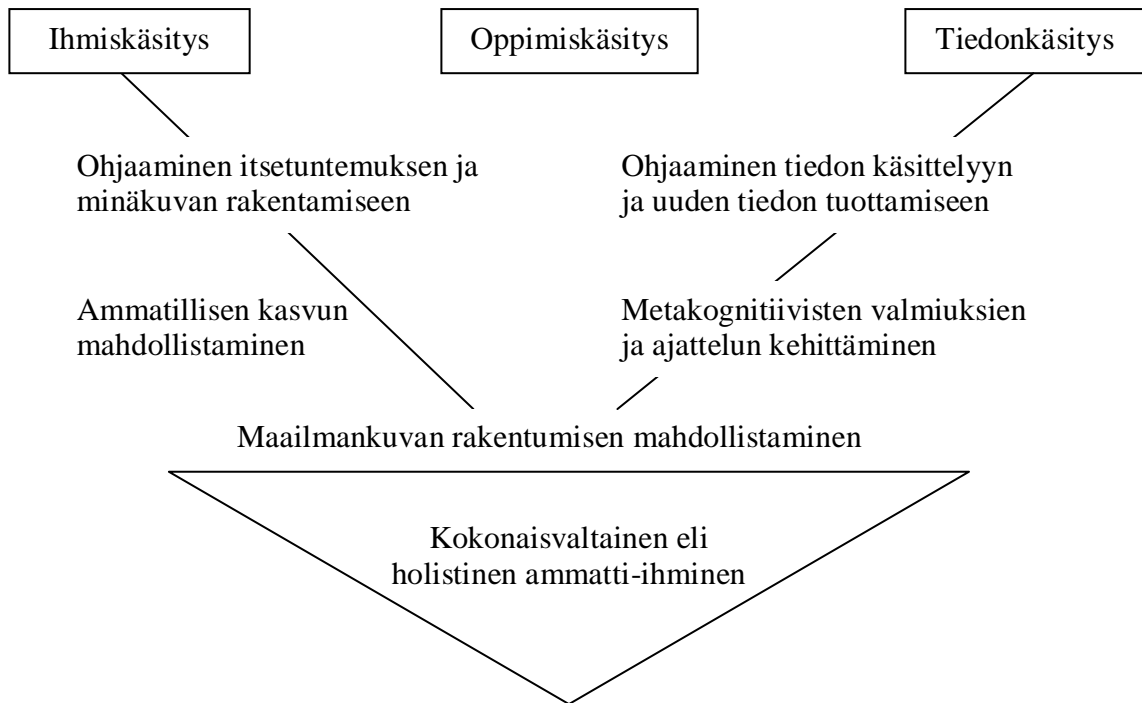 Ihmiskäsitys
Oppimiskäsitys
Tiedonkäsitys
Ohjaaminen itsetuntemuksen ja
minäkuvan rakentamiseen
Ohjaaminen tiedon käsittelyyn
ja uuden tiedon tuottamiseen
Ammatillisen kasvun
mahdollistaminen
Metakognitiivisten valmiuksien
ja ajattelun kehittäminen
Maailmankuvan rakentumisen mahdollistaminen
Kokonaisvaltainen eli
holistinen ammatti-ihminen